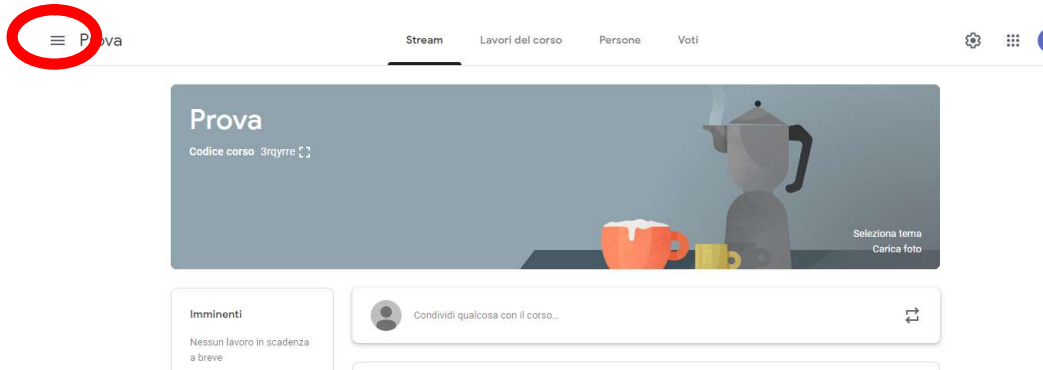 Prova
Stream Lavori del corso Persone Voti
Prova
Codice corso 3rqyrre
Seleziona tema
Carica foto
Imminenti
Nessun lavoro in scadenza
a breve
Condividi qualcosa con il corso...